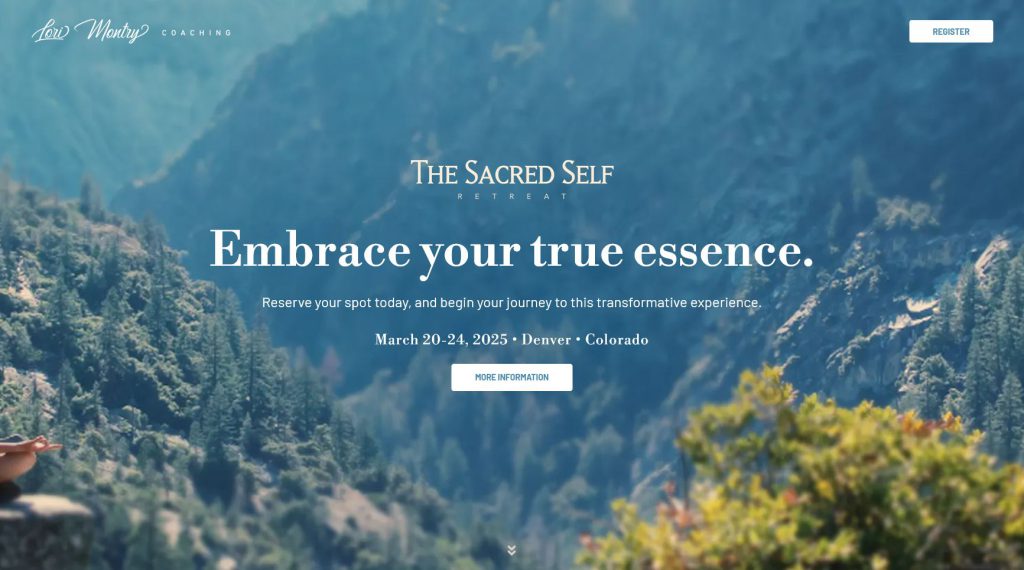 Lori Montry COACHING
REGISTER
THE SACRED SELF
RETREAT
Embrace your true essence.
Reserve your spot today, and begin your journey to this transformative experience.
March 20-24, 2025 • Denver • Colorado
MORE INFORMATION